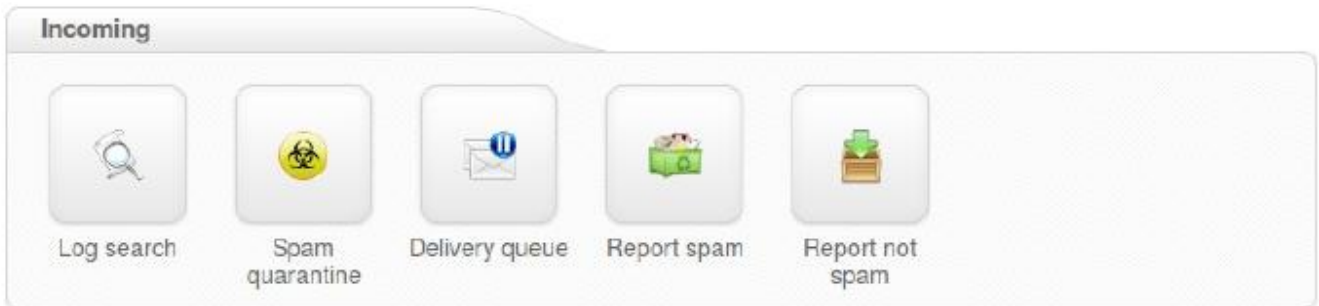 Incoming
Log search
Spam
quarantine
Delivery queue
Report spam
Report not
spam